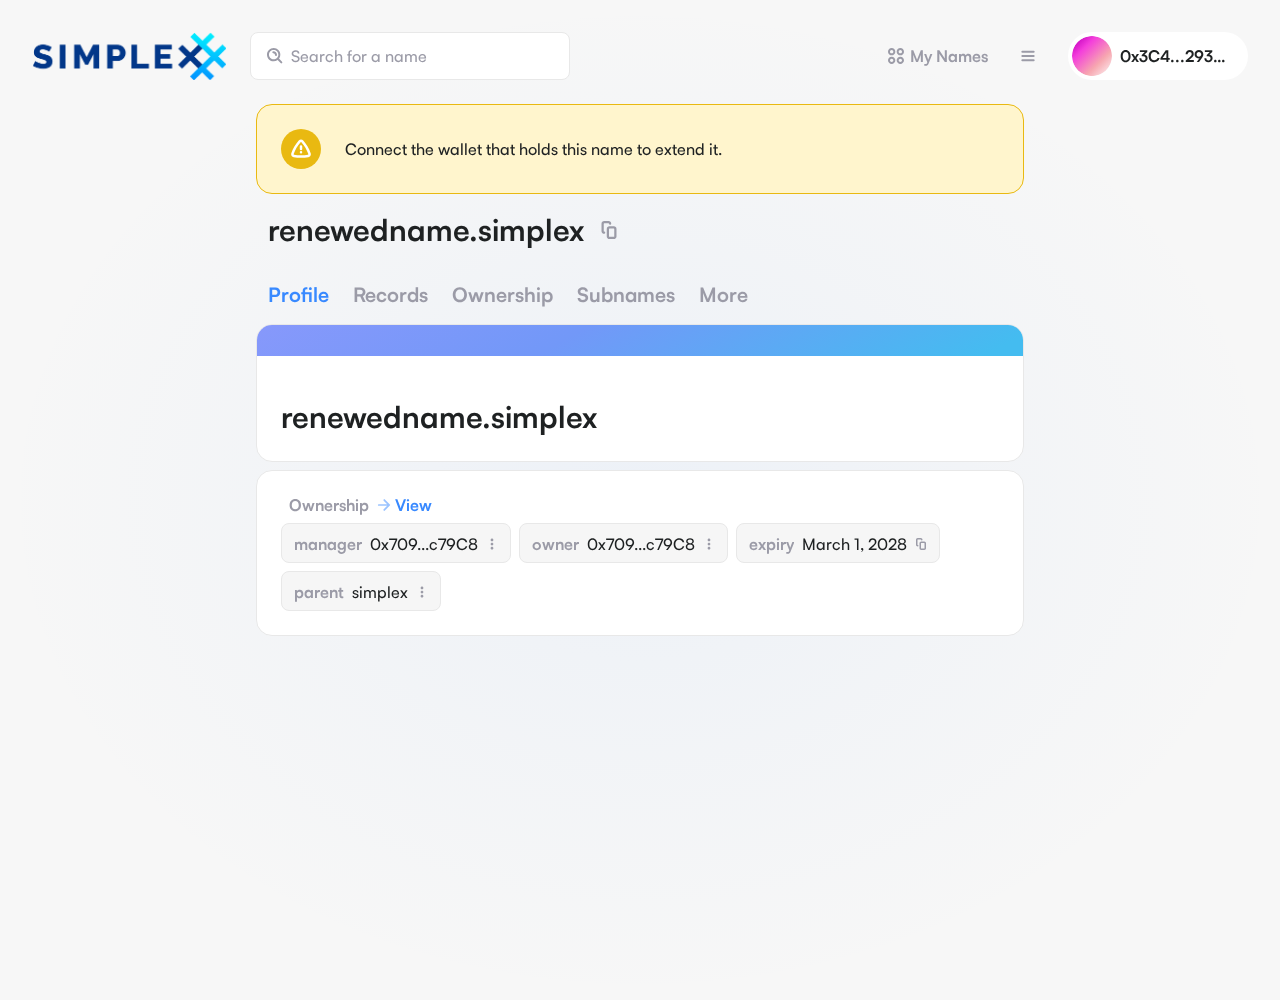 SIMPLEX
Search for a name
My Names
0x3C4...293...
Connect the wallet that holds this name to extend it.
renewedname.simplex
Profile Records Ownership Subnames More
renewedname.simplex
Ownership → View
manager 0x709...c79C8 owner 0x709...c79C8 expiry March 1, 2028
parent simplex